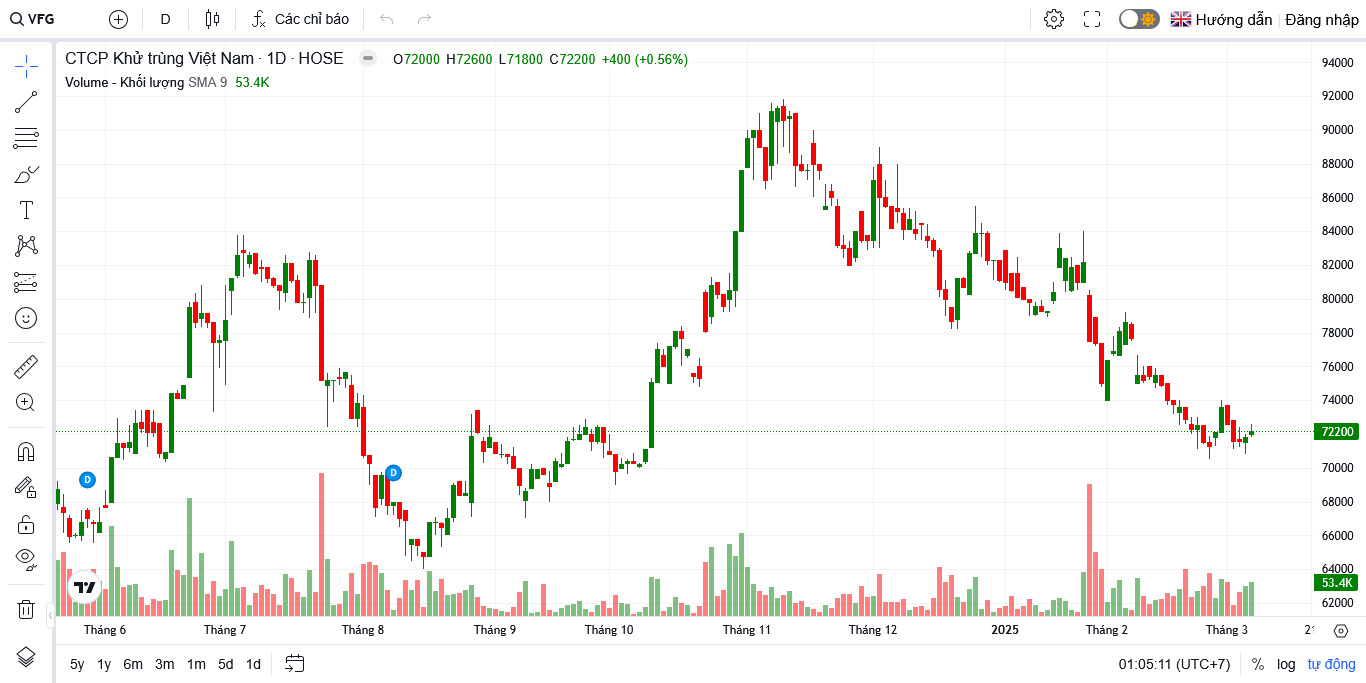 VFG D Các chỉ báo Hướng dẫn Đăng nhập
CTCP Khử trùng Việt Nam · 1D · HOSE O72000 H72600 L71800 C72200 +400 (+0.56%)
Volume - Khối lượng SMA 9 53.4K
94000
92000
90000
88000
86000
84000
82000
80000
78000
76000
74000
72200
70000
68000
66000
64000
53.4K
62000
D
D
Tháng 6 Tháng 7 Tháng 8 Tháng 9 Tháng 10 Tháng 11 Tháng 12 2025 Tháng 2 Tháng 3
5y 1y 6m 3m 1m 5d 1d 01:05:11 (UTC+7) % log tự động